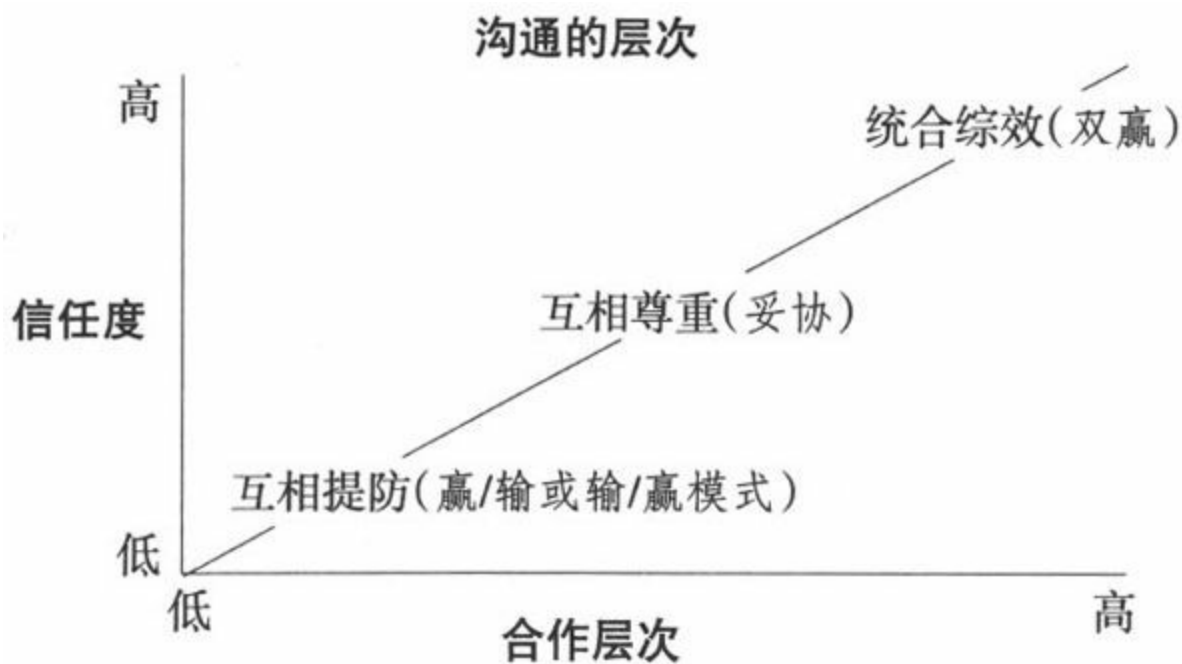 沟通的层次
高
统合综效(双赢)
信任度
互相尊重(妥协)
互相提防(赢/输或输/赢模式)
低
低
高
合作层次